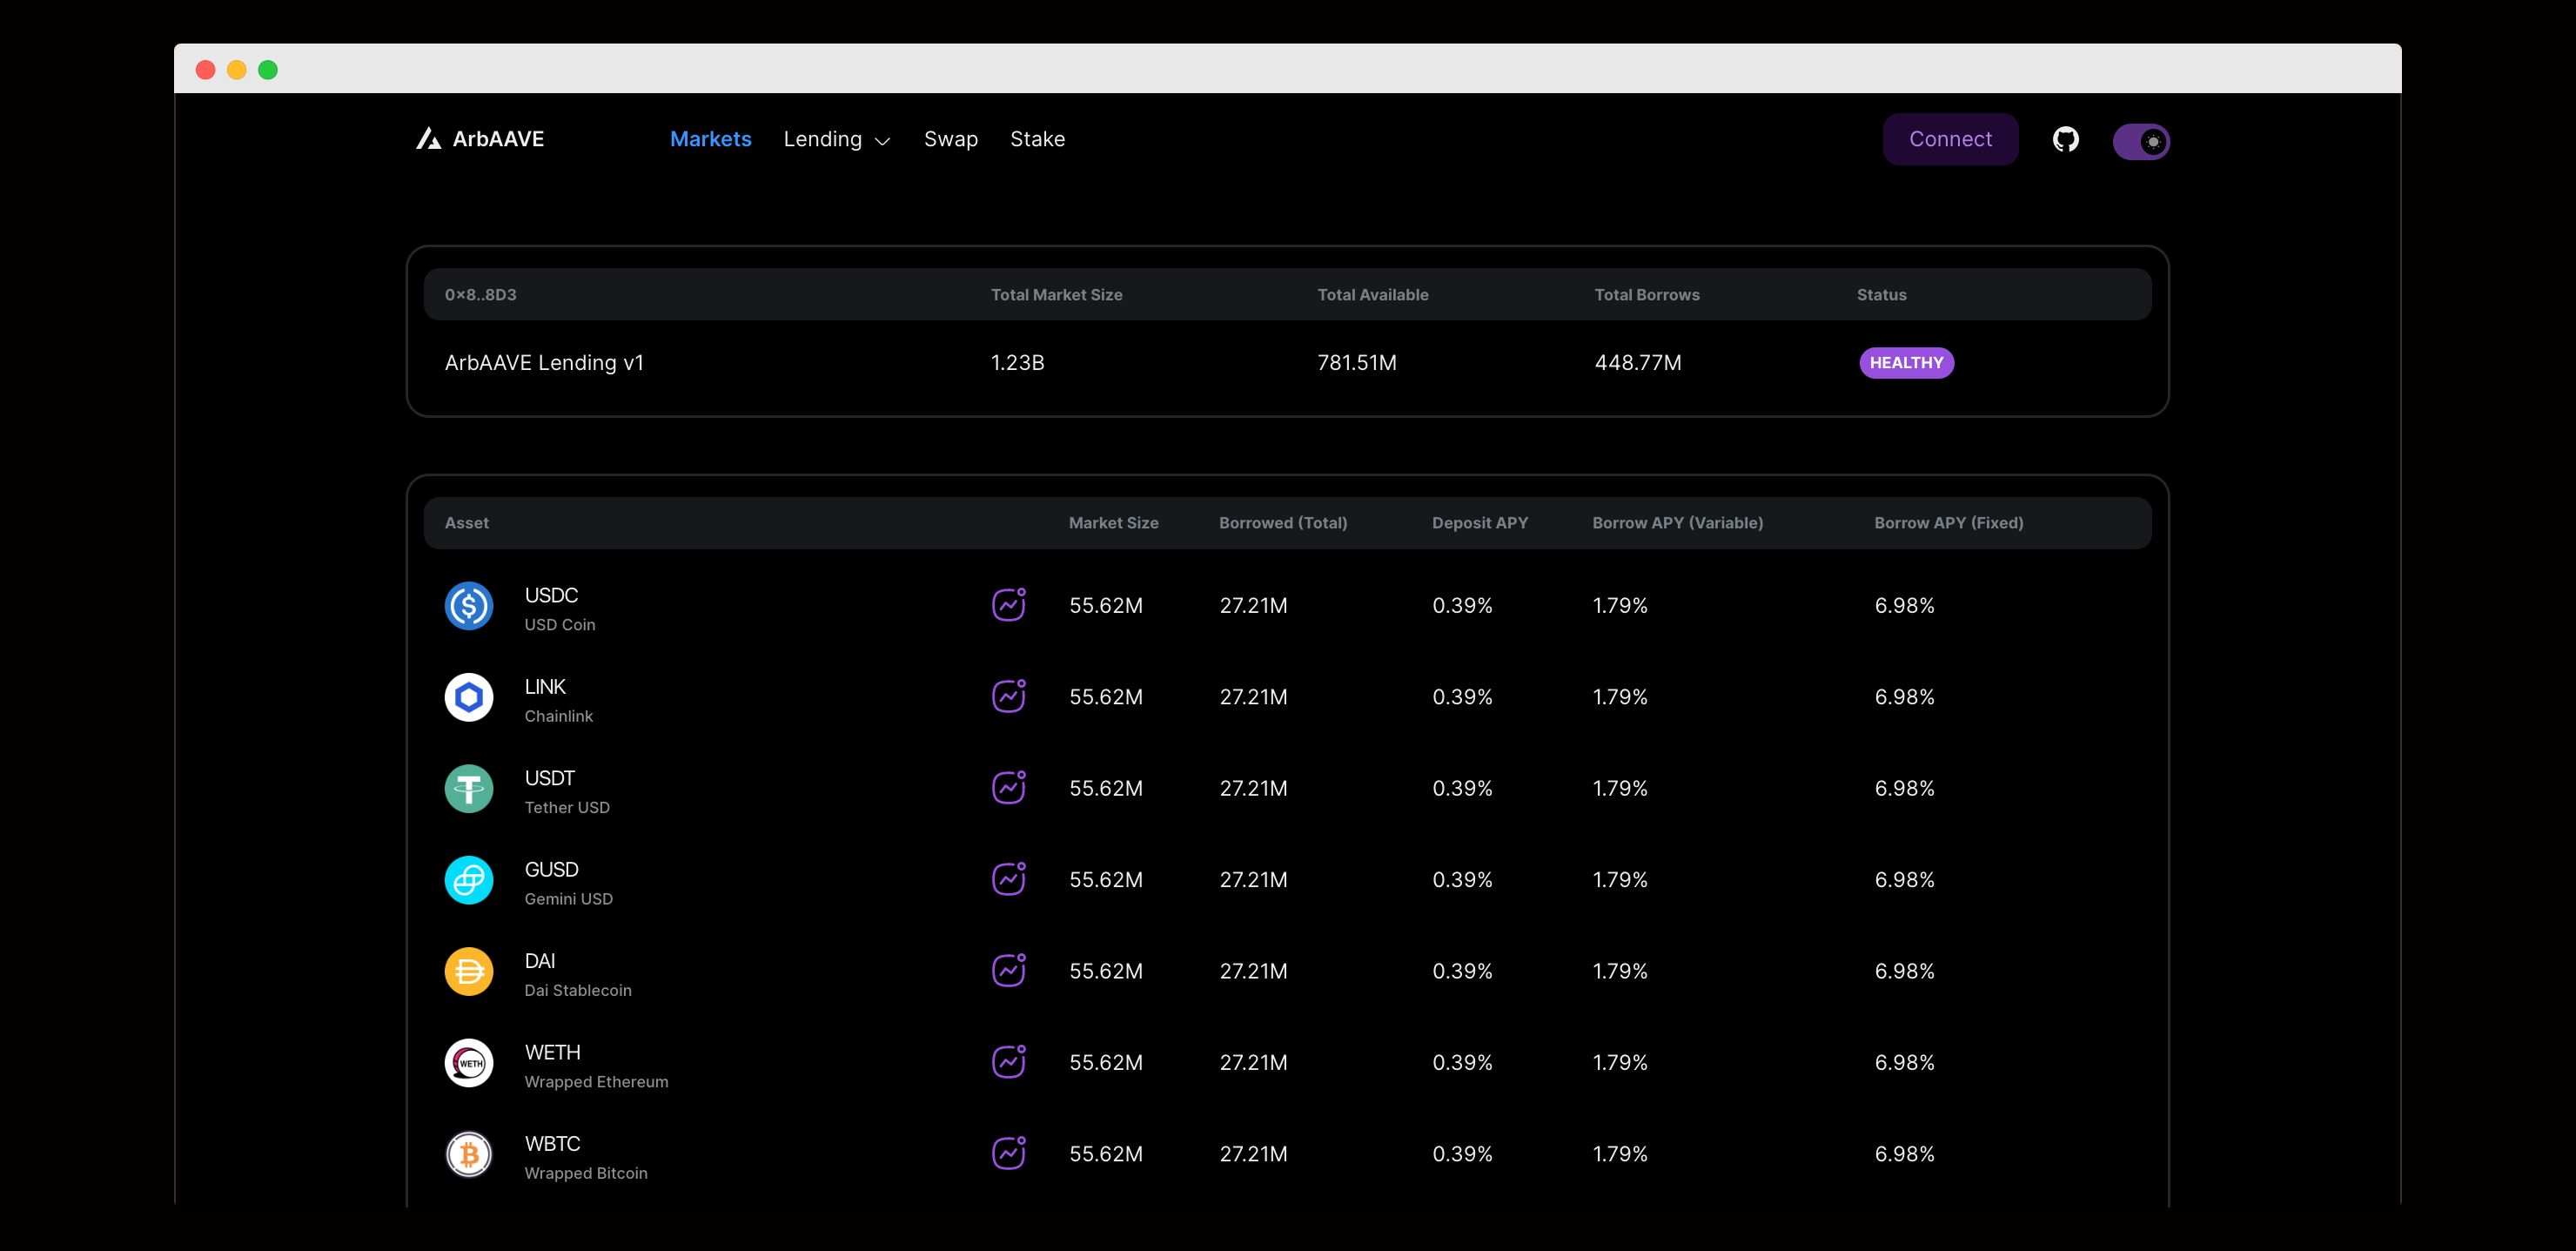 ArbAAVE Markets Lending Swap Stake Connect
0×8..8D3 Total Market Size Total Available Total Borrows Status
ArbAAVE Lending v1 1.23B 781.51M 448.77M HEALTHY
Asset Market Size Borrowed (Total) Deposit APY Borrow APY (Variable) Borrow APY (Fixed)
USDC 55.62M 27.21M 0.39% 1.79% 6.98%
USD Coin
LINK 55.62M 27.21M 0.39% 1.79% 6.98%
Chainlink
USDT 55.62M 27.21M 0.39% 1.79% 6.98%
Tether USD
GUSD 55.62M 27.21M 0.39% 1.79% 6.98%
Gemini USD
DAI 55.62M 27.21M 0.39% 1.79% 6.98%
Dai Stablecoin
WETH WETH 55.62M 27.21M 0.39% 1.79% 6.98%
Wrapped Ethereum
WBTC 55.62M 27.21M 0.39% 1.79% 6.98%
Wrapped Bitcoin